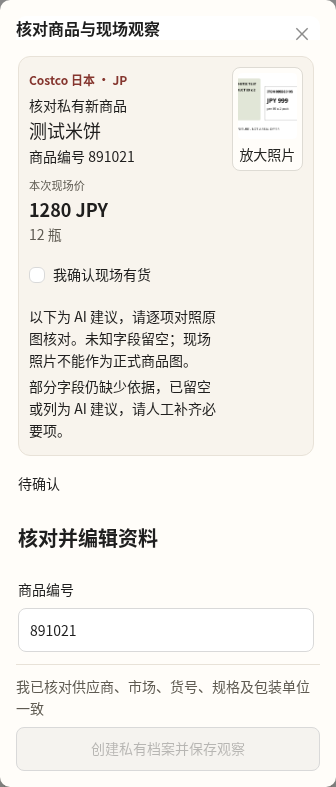 核对商品与现场观察
Costco 日本 · JP
核对私有新商品
测试米饼
商品编号 891021
JPY 999
放大照片
本次现场价
1280 JPY
12 瓶
我确认现场有货
以下为 AI 建议，请逐项对照原
图核对。未知字段留空；现场
照片不能作为正式商品图。
部分字段仍缺少依据，已留空
或列为 AI 建议，请人工补齐必
要项。
待确认
核对并编辑资料
商品编号
891021
我已核对供应商、市场、货号、规格及包装单位
一致
创建私有档案并保存观察